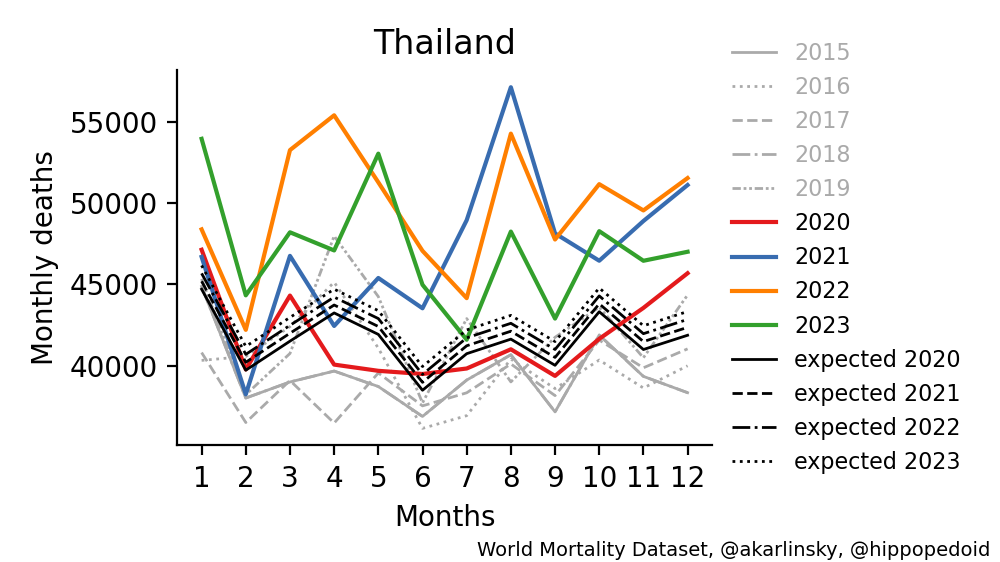 Thailand
Monthly deaths
55000
50000
45000
40000
1 2 3 4 5 6 7 8 9 10 11 12
Months
2015
2016
2017
2018
2019
2020
2021
2022
2023
expected 2020
expected 2021
expected 2022
expected 2023
World Mortality Dataset, @akarlinsky, @hippopedoid